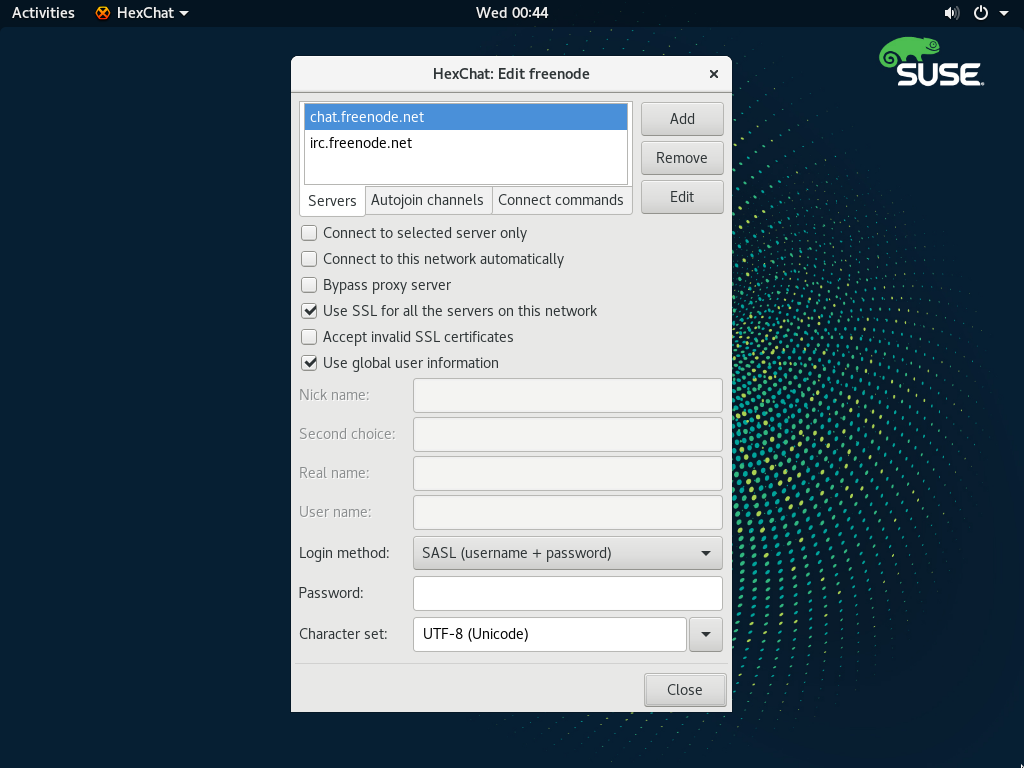 Activities HexChat Wed 00:44
SUSE
HexChat: Edit freenode
chat.freenode.net
irc.freenode.net
Add
Remove
Edit
Servers Autojoin channels Connect commands
Connect to selected server only
Connect to this network automatically
Bypass proxy server
Use SSL for all the servers on this network
Accept invalid SSL certificates
Use global user information
Nick name:
Second choice:
Real name:
User name:
Login method: SASL (username + password)
Password:
Character set: UTF-8 (Unicode)
Close